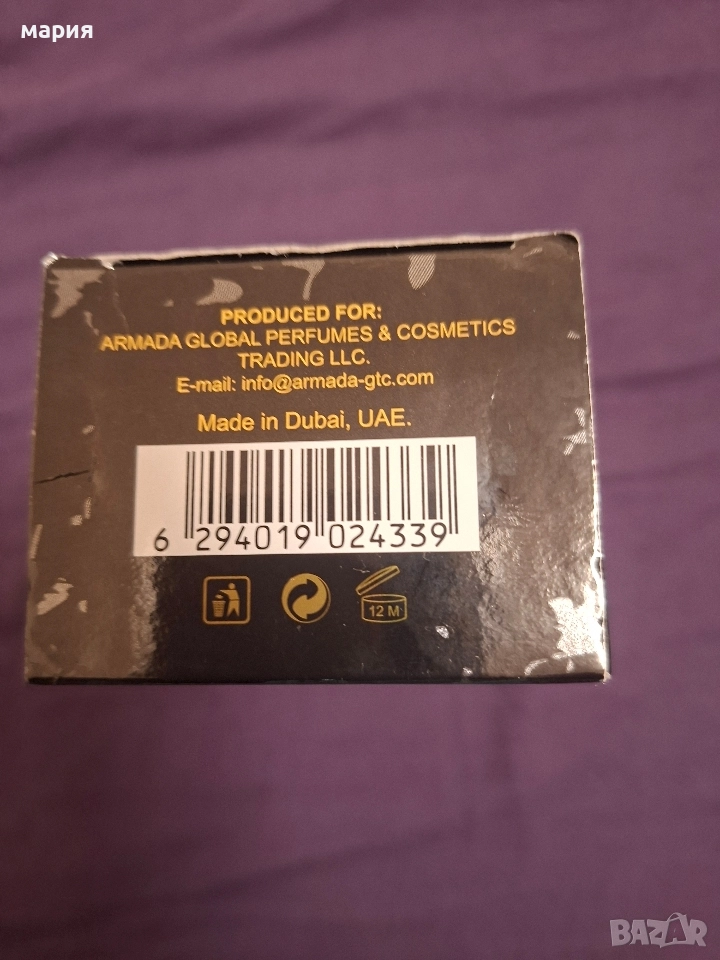 мария
PRODUCED FOR:
ARMADA GLOBAL PERFUMES & COSMETICS
TRADING LLC.
E-mail: info@armada-gtc.com
Made in Dubai, UAE.
6 294019 024339
12 M
BAZAR